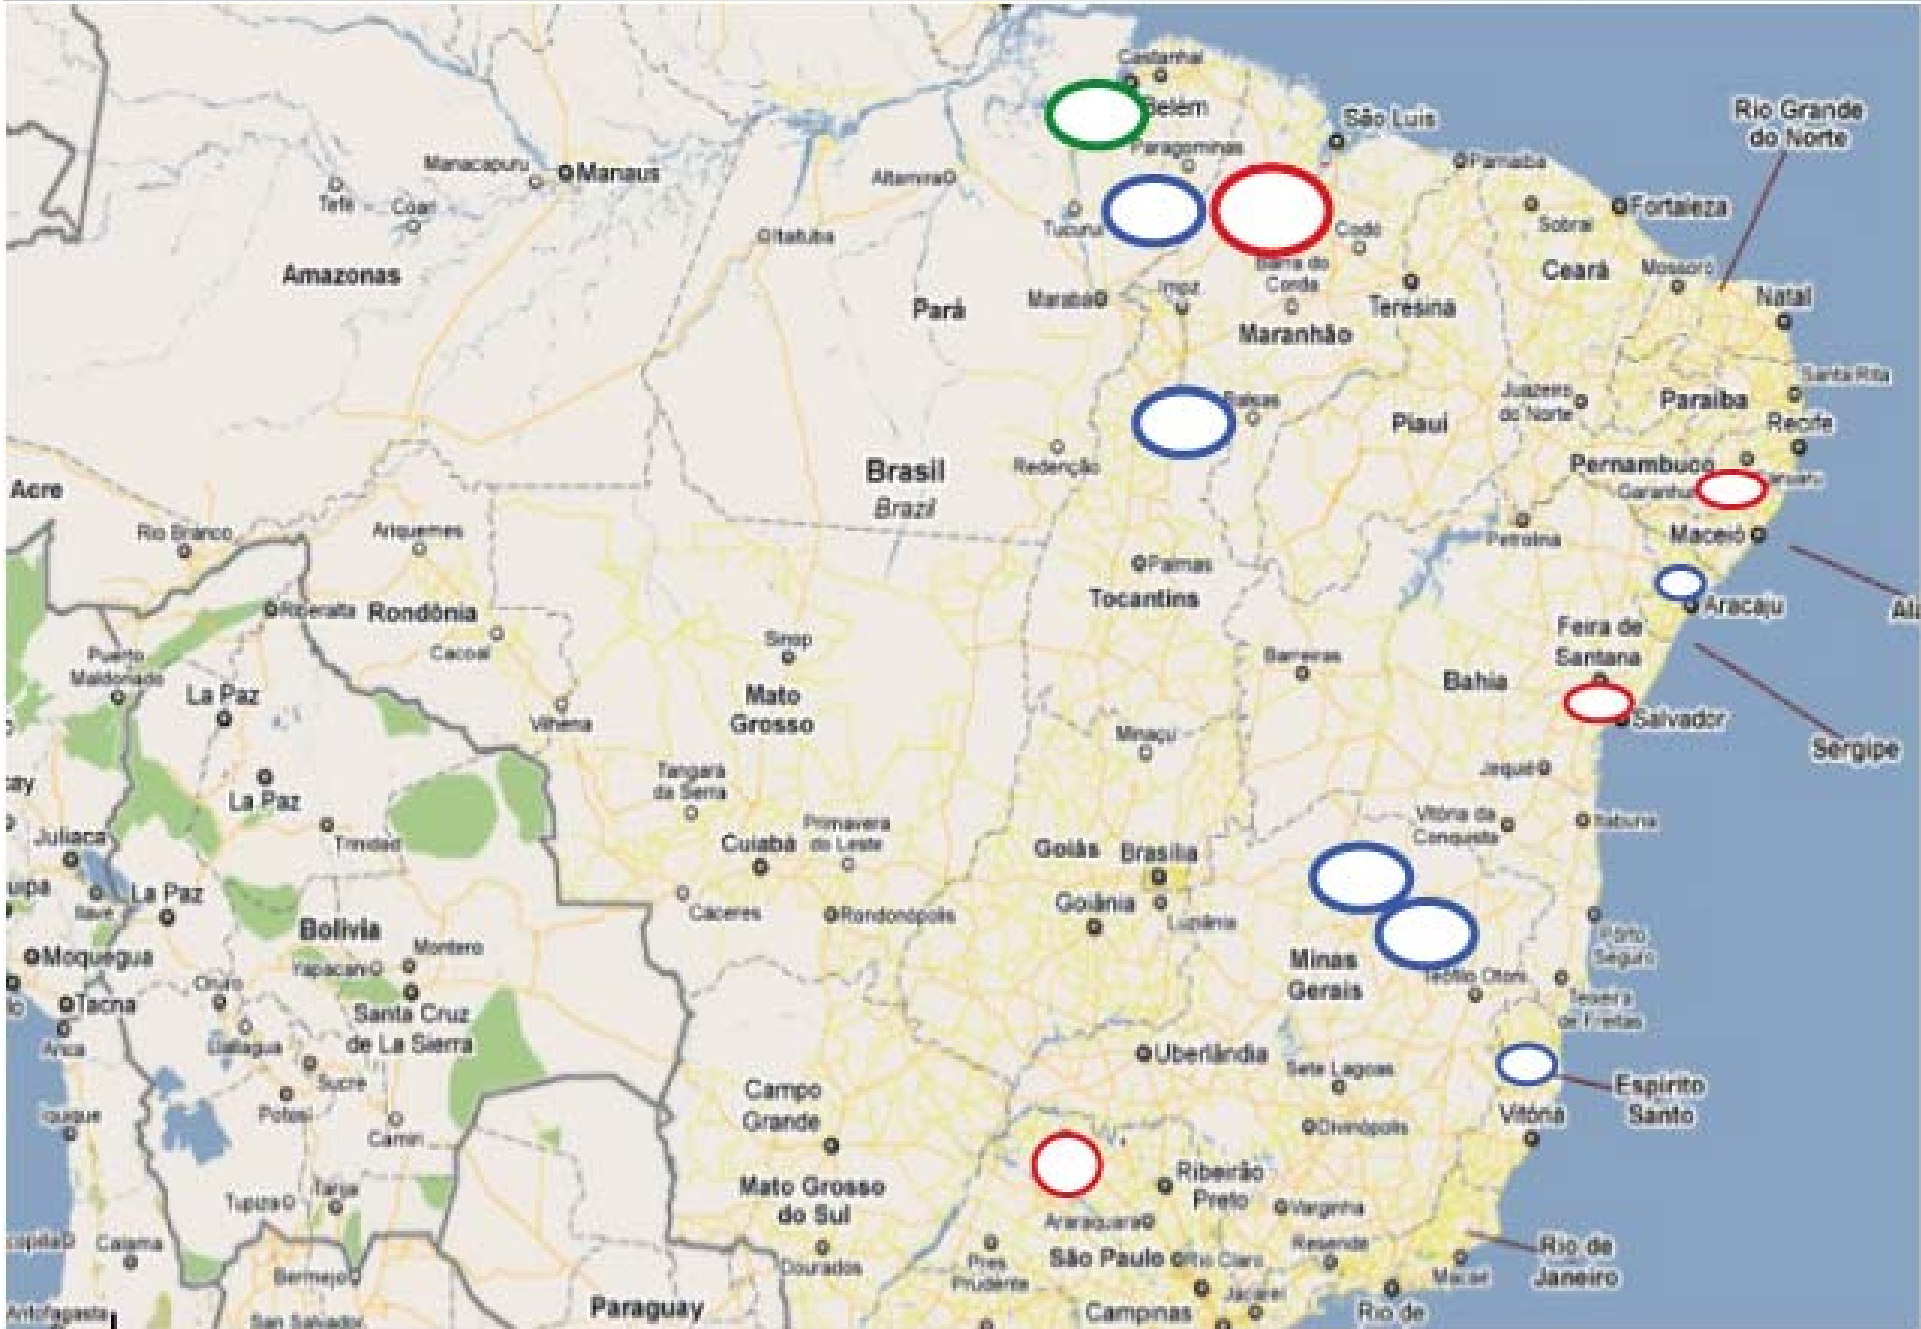 Castanhal
Belém
São Luis
Rio Grande
do Norte
Paragominas
Parnaíba
Manacapuru
Manaus
Altamira
Tefé
Coari
Tucuruí
Itaituba
Codó
Sobral
Fortaleza
Amazonas
Barra do
Corda
Ceará
Mossoró
Pará
Marabá
Impz
Teresina
Natal
Maranhão
Santa Rita
Balsas
Juazeiro
do Norte
Paraíba
Piauí
Recife
Brasil
Brazil
Redenção
Pernambuco
Acre
Rio Branco
Ariquemes
Petrolina
Maceió
Palmas
Tocantins
Riberalta
Rondônia
Aracaju
Cacoal
Sinop
Feira de
Santana
Puerto
Maldonado
La Paz
Barreiras
Bahia
Mato
Grosso
Vilhena
Salvador
Minaçu
Sergipe
Tangará
da Serra
La Paz
Jequié
Primavera
do Leste
Vitória da
Conquista
Itabuna
Juliaca
Trinidad
Cuiabá
Goiás
Brasília
La Paz
Ilave
Cáceres
Rondonópolis
Goiânia
Luziânia
Bolivia
Montero
Yapacaní
Moquegua
Porto
Seguro
Minas
Gerais
Teófilo Otoni
Oruro
Tacna
Santa Cruz
de La Sierra
Teixeira
de Freitas
Arica
Llallagua
Uberlândia
Sete Lagoas
Sucre
Potosí
Campo
Grande
Espírito
Santo
Vitória
Camiri
Divinópolis
Mato Grosso
do Sul
Ribeirão
Preto
Tupiza
Tarija
Varginha
Araraquara
Calama
São Paulo
Rio Claro
Resende
Rio de
Janeiro
Dourados
Pres
Prudente
Macaé
Bermejo
Jacareí
Paraguay
Campinas
Rio de
Antofagasta
San Salvador